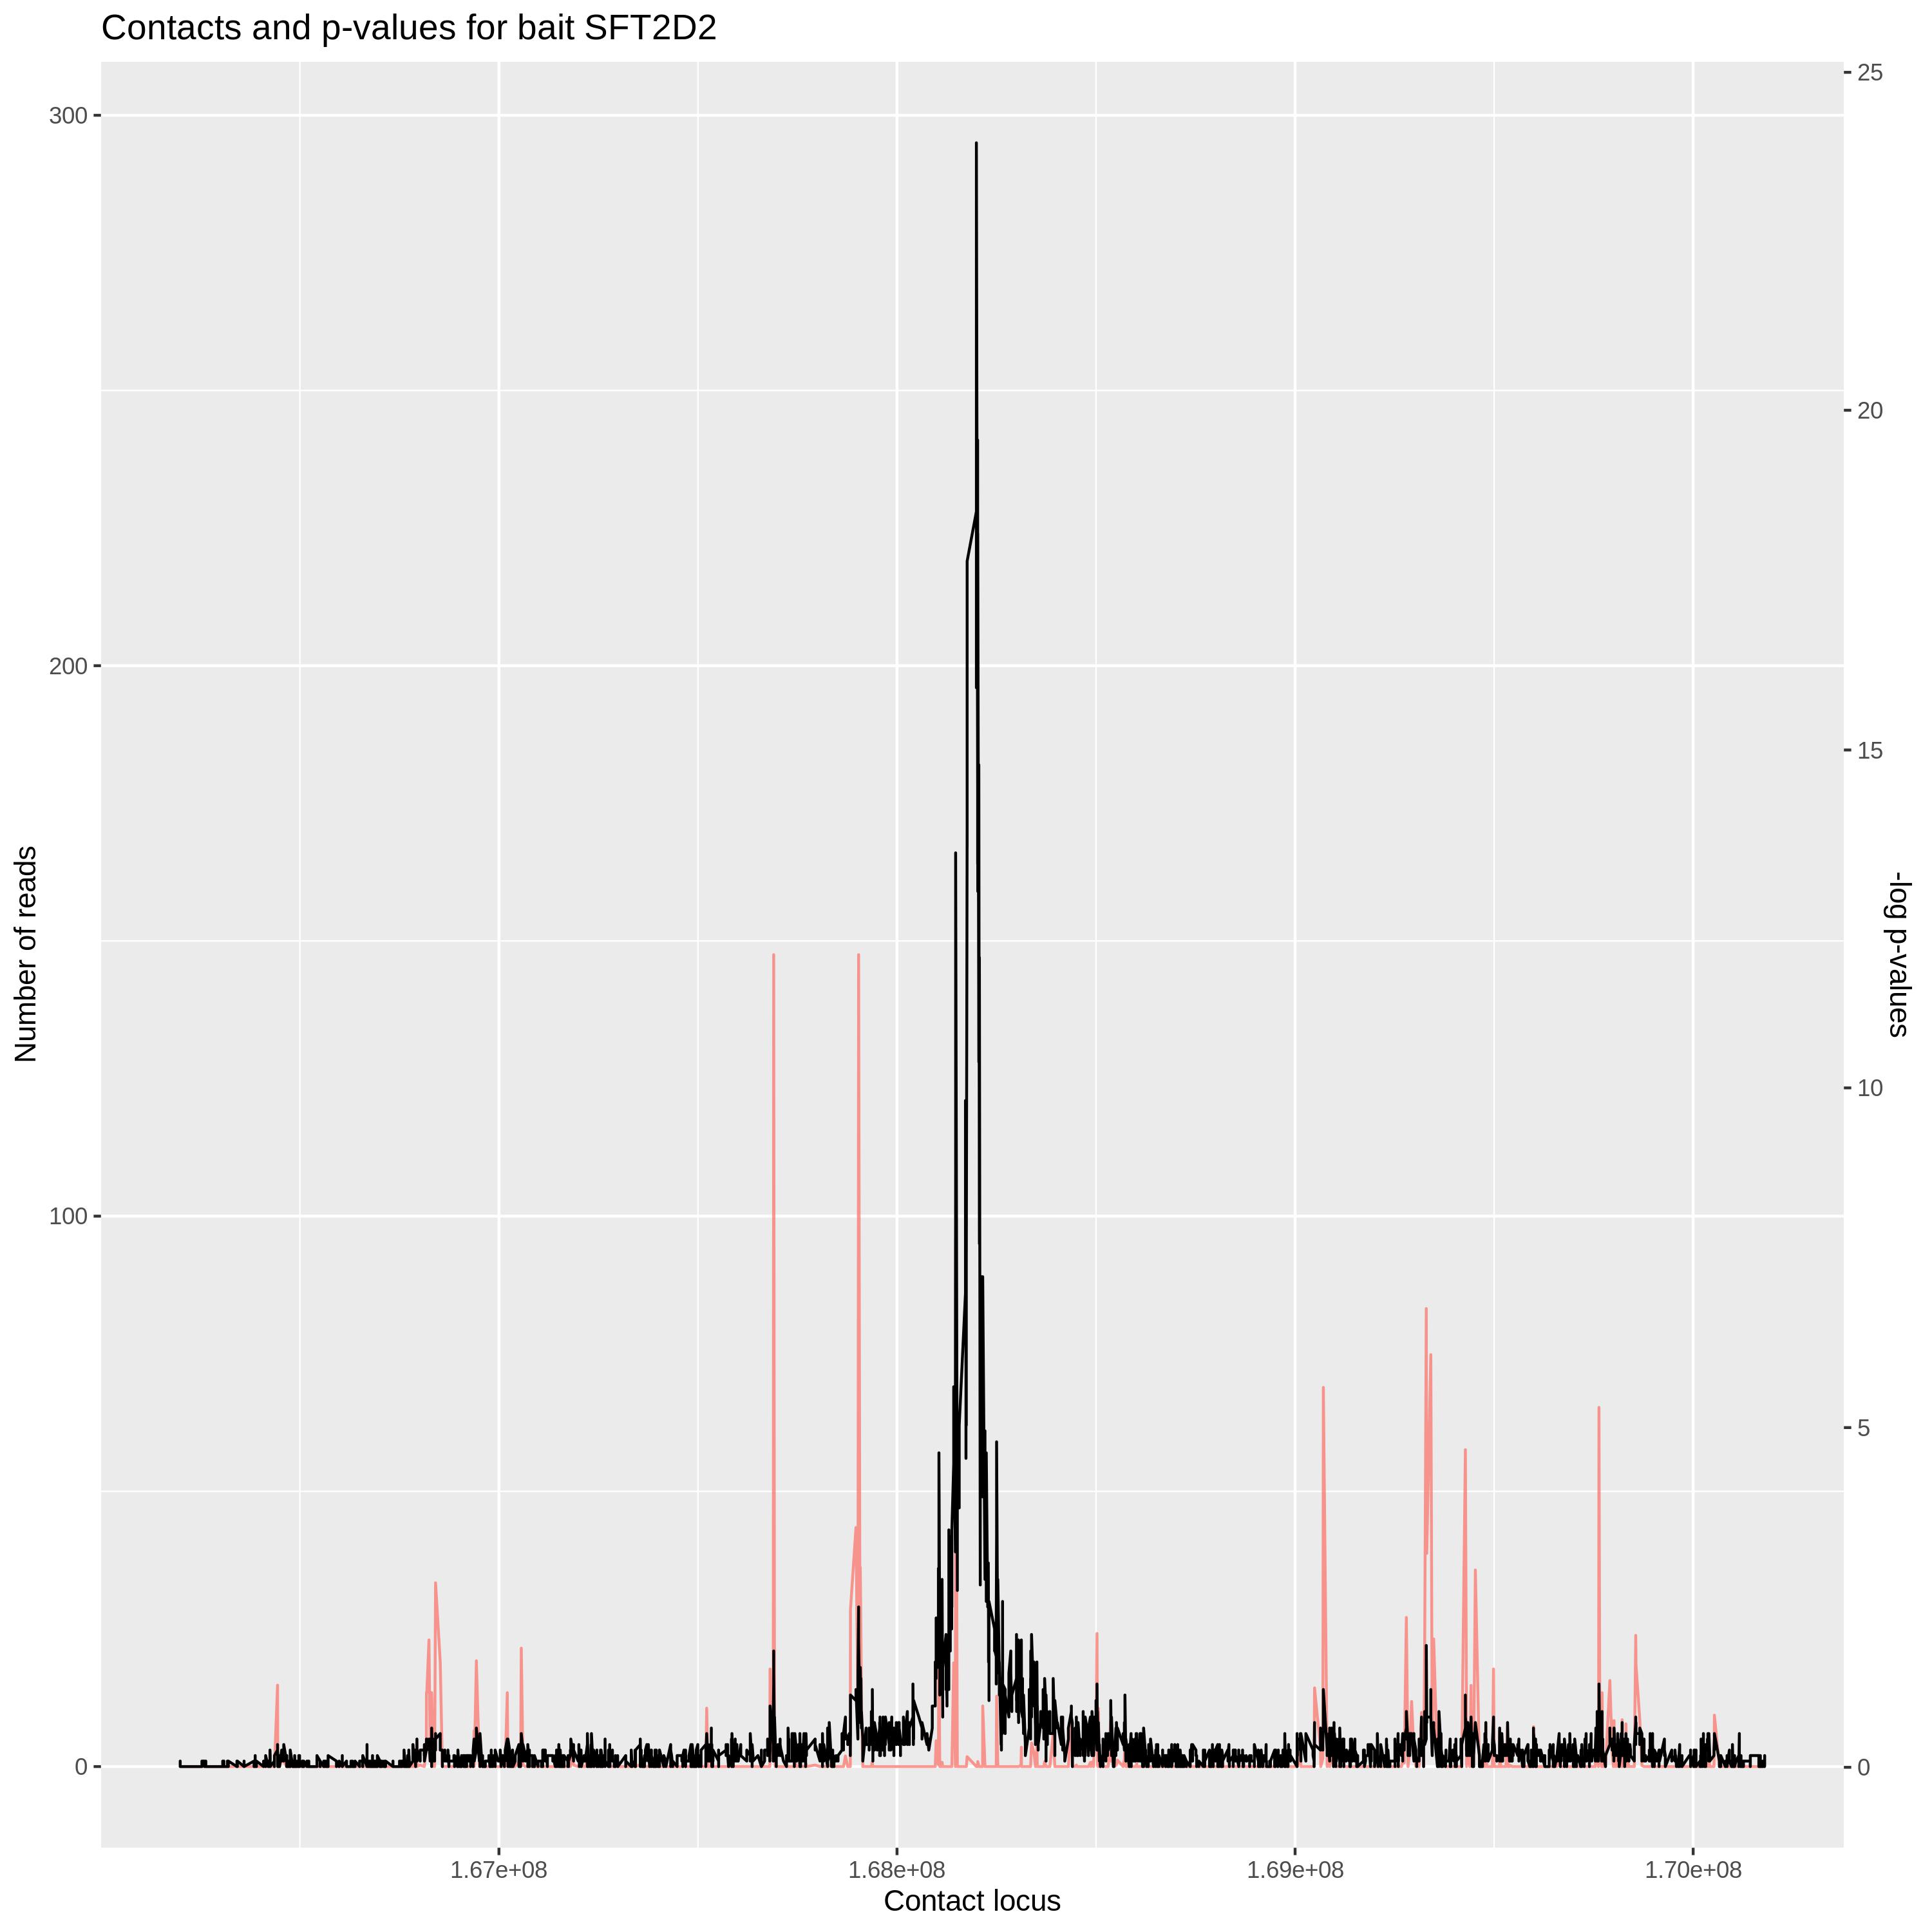 Contacts and p-values for bait SFT2D2
300
200
100
0
Number of reads
25
20
15
10
5
0
-log p-values
1.67e+08 1.68e+08 1.69e+08 1.70e+08
Contact locus